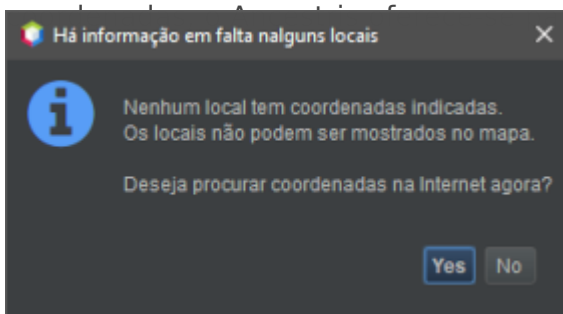 Há informação em falta nalguns locais
Nenhum local tem coordenadas indicadas.
Os locais não podem ser mostrados no mapa.
Deseja procurar coordenadas na Internet agora?
Yes No